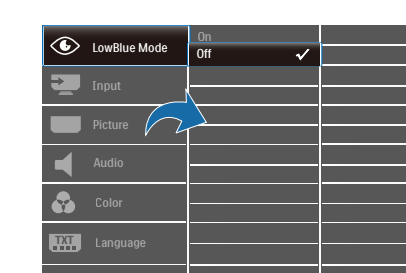 LowBlue Mode
On
Off
Input
Picture
Audio
Color
TXT
Language